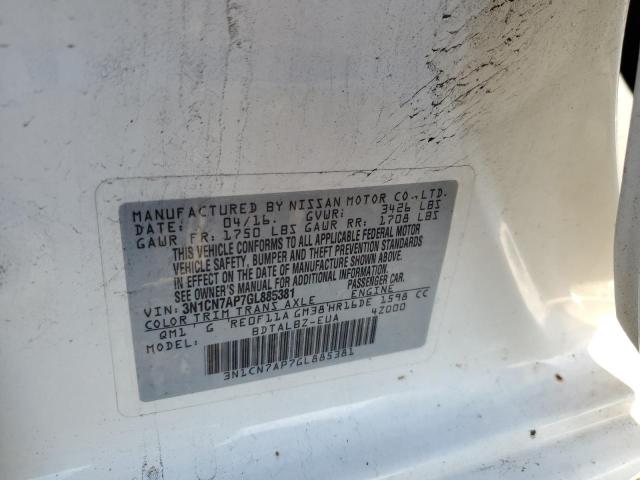 MANUFACTURED BY NISSAN MOTOR CO.,LTD.
DATE: 04/16. GVWR: 3426 LBS
GAWR FR: 1750 LBS GAUR RR: 1708 LBS
THIS VEHICLE CONFORMS TO ALL APPLICABLE FEDERAL MOTOR
VEHICLE SAFETY, BUMPER AND THEFT PREVENTION STANDARDS
IN EFFECT ON THE DATE OF MANUFACTURE SHOWN ABOVE.
SEE OWNERS MANUAL FOR ADDITIONAL INFORMATION
VIN: 3N1CN7AP7GL885381 PASSENGER CAR.
COLOR TRIM TRANS AXLE ENGINE
QM1 G RE0F11A GM38 HR16DE 1598 CC
MODEL: BDTALBZ-EUA 4Z000
3N1CN7AP7GL885381